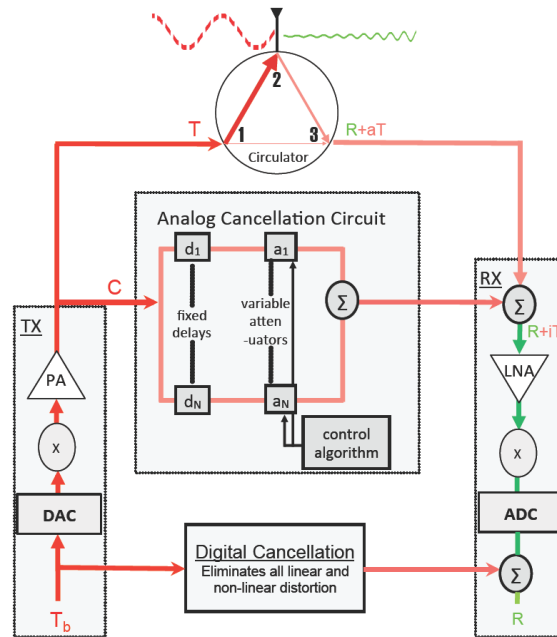 2
1
3
Circulator
T
R+aT
Analog Cancellation Circuit
d1
a1
Σ
C
fixed
delays
variable
atten
-uators
dN
aN
control
algorithm
TX
PA
x
DAC
Tb
RX
Σ
R+iT
LNA
x
ADC
Σ
R
Digital Cancellation
Eliminates all linear and
non-linear distortion